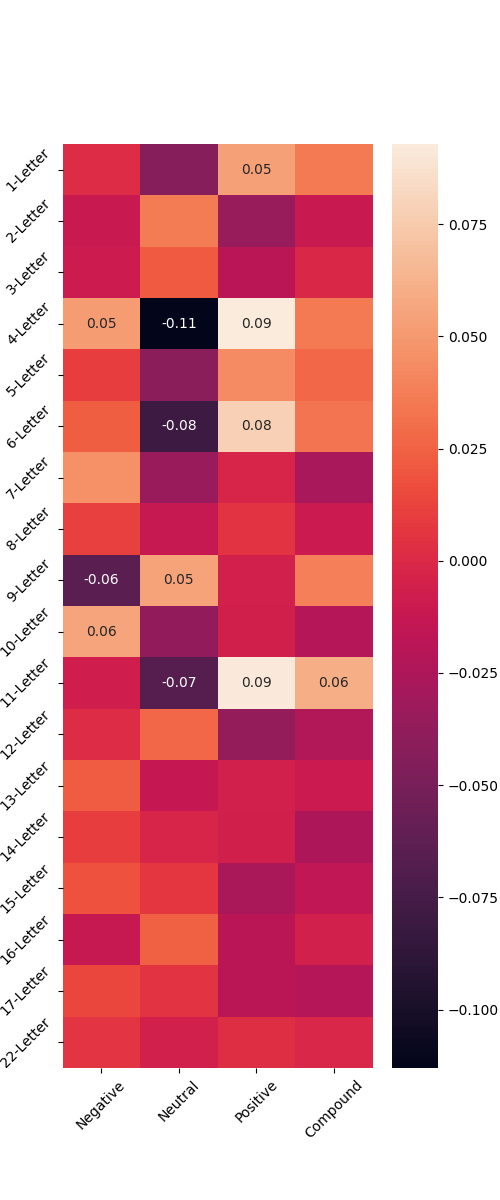 1-Letter 0.05
2-Letter
3-Letter
4-Letter 0.05 -0.11 0.09
5-Letter
6-Letter -0.08 0.08
7-Letter
8-Letter
9-Letter -0.06 0.05
10-Letter 0.06
11-Letter -0.07 0.09 0.06
12-Letter
13-Letter
14-Letter
15-Letter
16-Letter
17-Letter
22-Letter
Negative Neutral Positive Compound
0.075
0.050
0.025
0.000
−0.025
−0.050
−0.075
−0.100